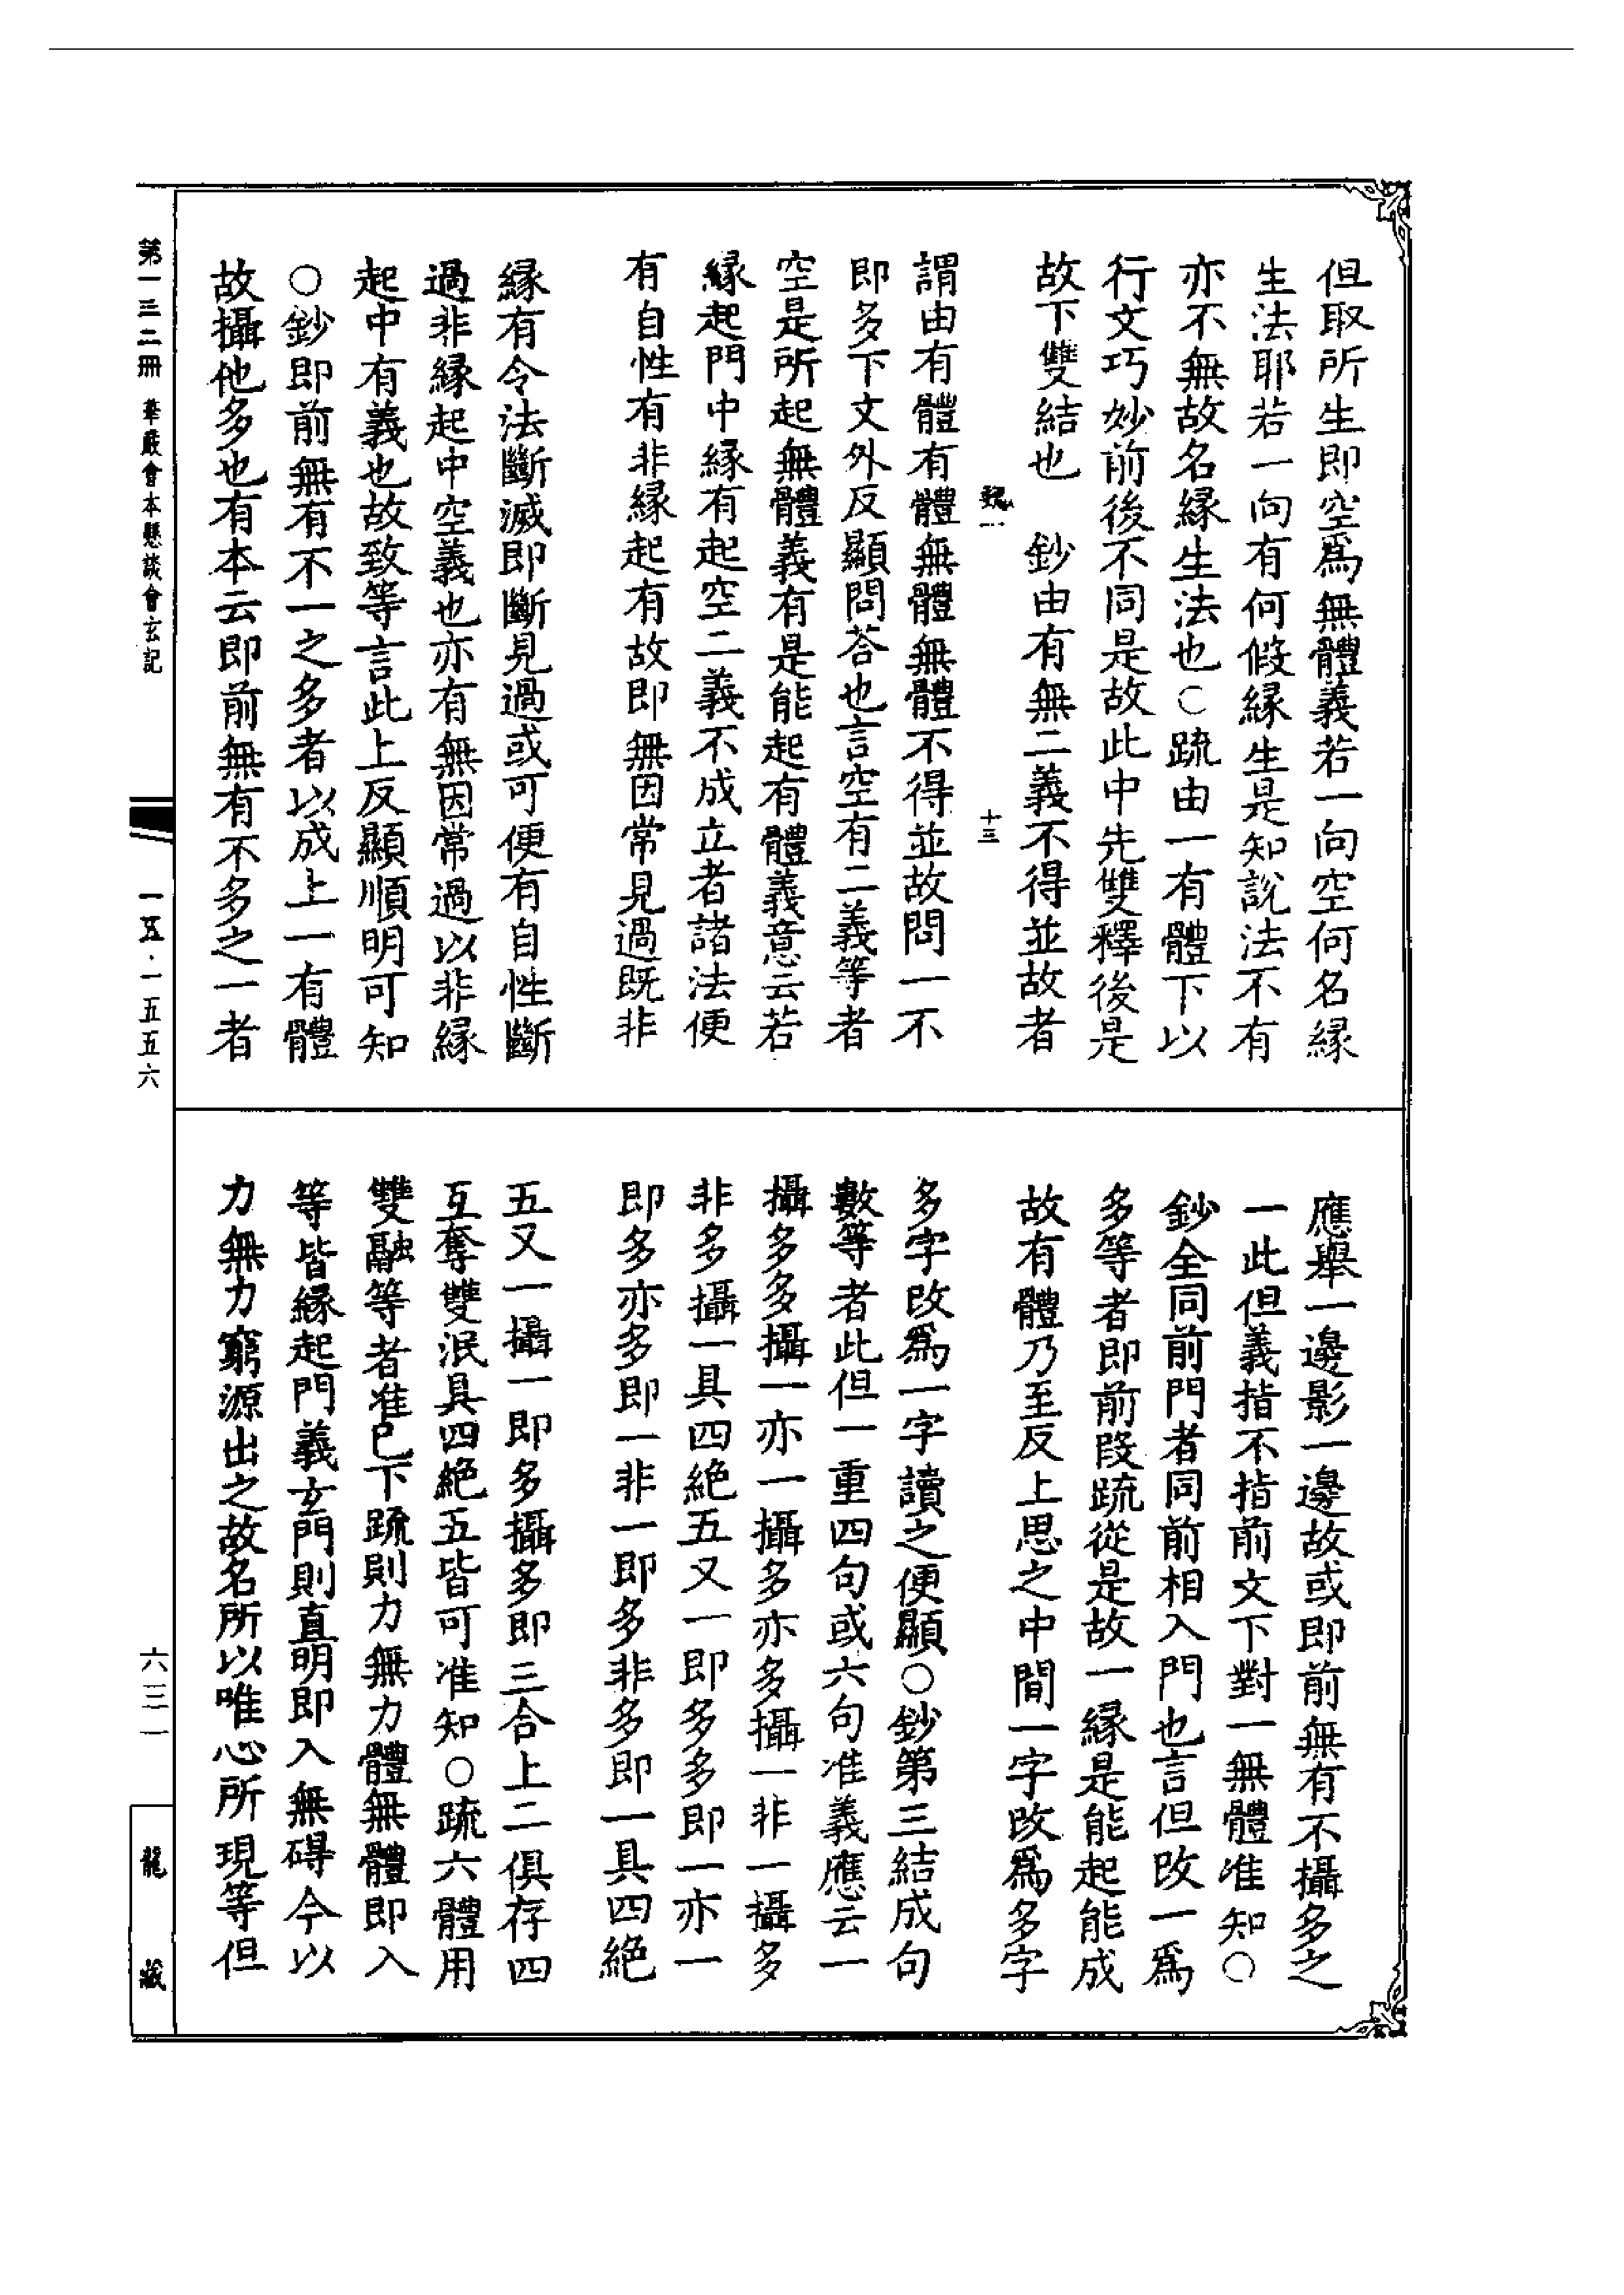 但取所生即空爲無體義若一向空何名緣
生法耶若一向有何假緣生是知說法不有
亦不無故名緣生法也○疏由一有體下以
行文巧妙前後不同是故此中先雙釋後是
故下雙結也　鈔由有無二義不得並故者
魏一　十三
謂由有體有體無體無體不得並故問一不
即多下文外反顯問荅也言空有二義等者
空是所起無體義有是能起有體義意云若
緣起門中緣有起空二義不成立者諸法便
有自性有非緣起有故即無因常見過既非
緣有令法斷滅即斷見過或可便有自性斷
過非緣起中空義也亦有無因常過以非緣
起中有義也故致等言此上反顯順明可知
○鈔即前無有不一之多者以成上一有體
故攝他多也有本云即前無有不多之一者
應舉一邊影一邊故或即前無有不攝多之
一此但義指不指前文下對一無體准知○
鈔全同前門者同前相入門也言但改一爲
多等者即前段疏從是故一緣是能起能成
故有體乃至反上思之中間一字改爲多字
多字改爲一字讀之便顯○鈔第三結成句
數等者此但一重四句或六句准義應云一
攝多多攝一亦一攝多亦多攝一非一攝多
非多攝一具四絕五又一即多多即一亦一
即多亦多即一非一即多非多即一具四絕
五又一攝一即多攝多即三合上二俱存四
互奪雙泯具四絕五皆可准知○疏六體用
雙融等者准已下疏則力無力體無體即入
等皆緣起門義玄門則直明即入無碍今以
力無力窮源出之故名所以唯心所現等但
第一三二冊　華嚴會本懸談會玄記
一五·一五五六
六三一
龍藏